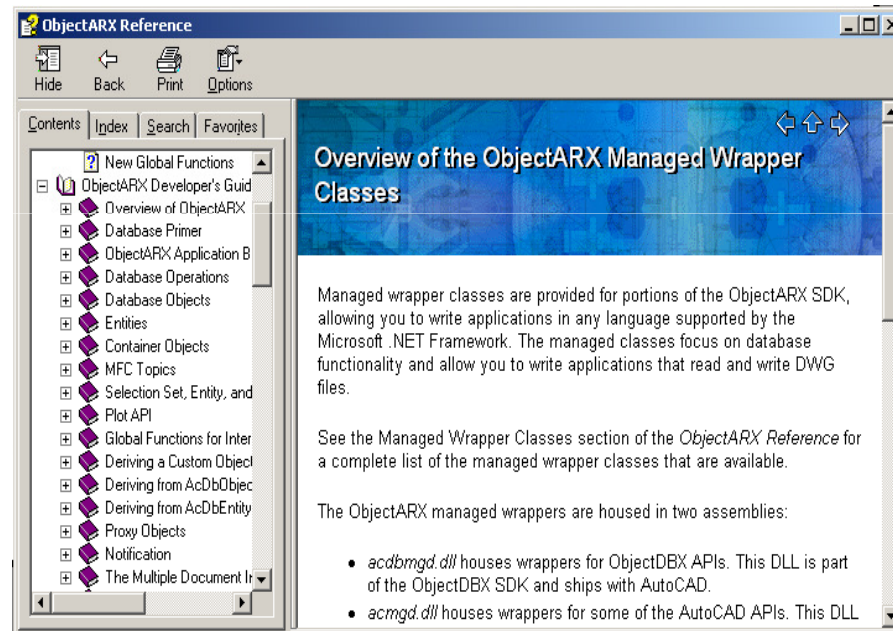 ObjectARX Reference
Hide Back Print Options
Contents Index Search Favorites
New Global Functions
ObjectARX Developer's Guid
Overview of ObjectARX
Database Primer
ObjectARX Application B
Database Operations
Database Objects
Entities
Container Objects
MFC Topics
Selection Set, Entity, and
Plot API
Global Functions for Inter
Deriving a Custom Object
Deriving from AcDbObjec
Deriving from AcDbEntity
Proxy Objects
Notification
The Multiple Document In
Overview of the ObjectARX Managed Wrapper
Classes
Managed wrapper classes are provided for portions of the ObjectARX SDK,
allowing you to write applications in any language supported by the
Microsoft .NET Framework. The managed classes focus on database
functionality and allow you to write applications that read and write DWG
files.
See the Managed Wrapper Classes section of the ObjectARX Reference for
a complete list of the managed wrapper classes that are available.
The ObjectARX managed wrappers are housed in two assemblies:
• acdbmgd.dll houses wrappers for ObjectDBX APIs. This DLL is part
of the ObjectDBX SDK and ships with AutoCAD.
• acmgd.dll houses wrappers for some of the AutoCAD APIs. This DLL